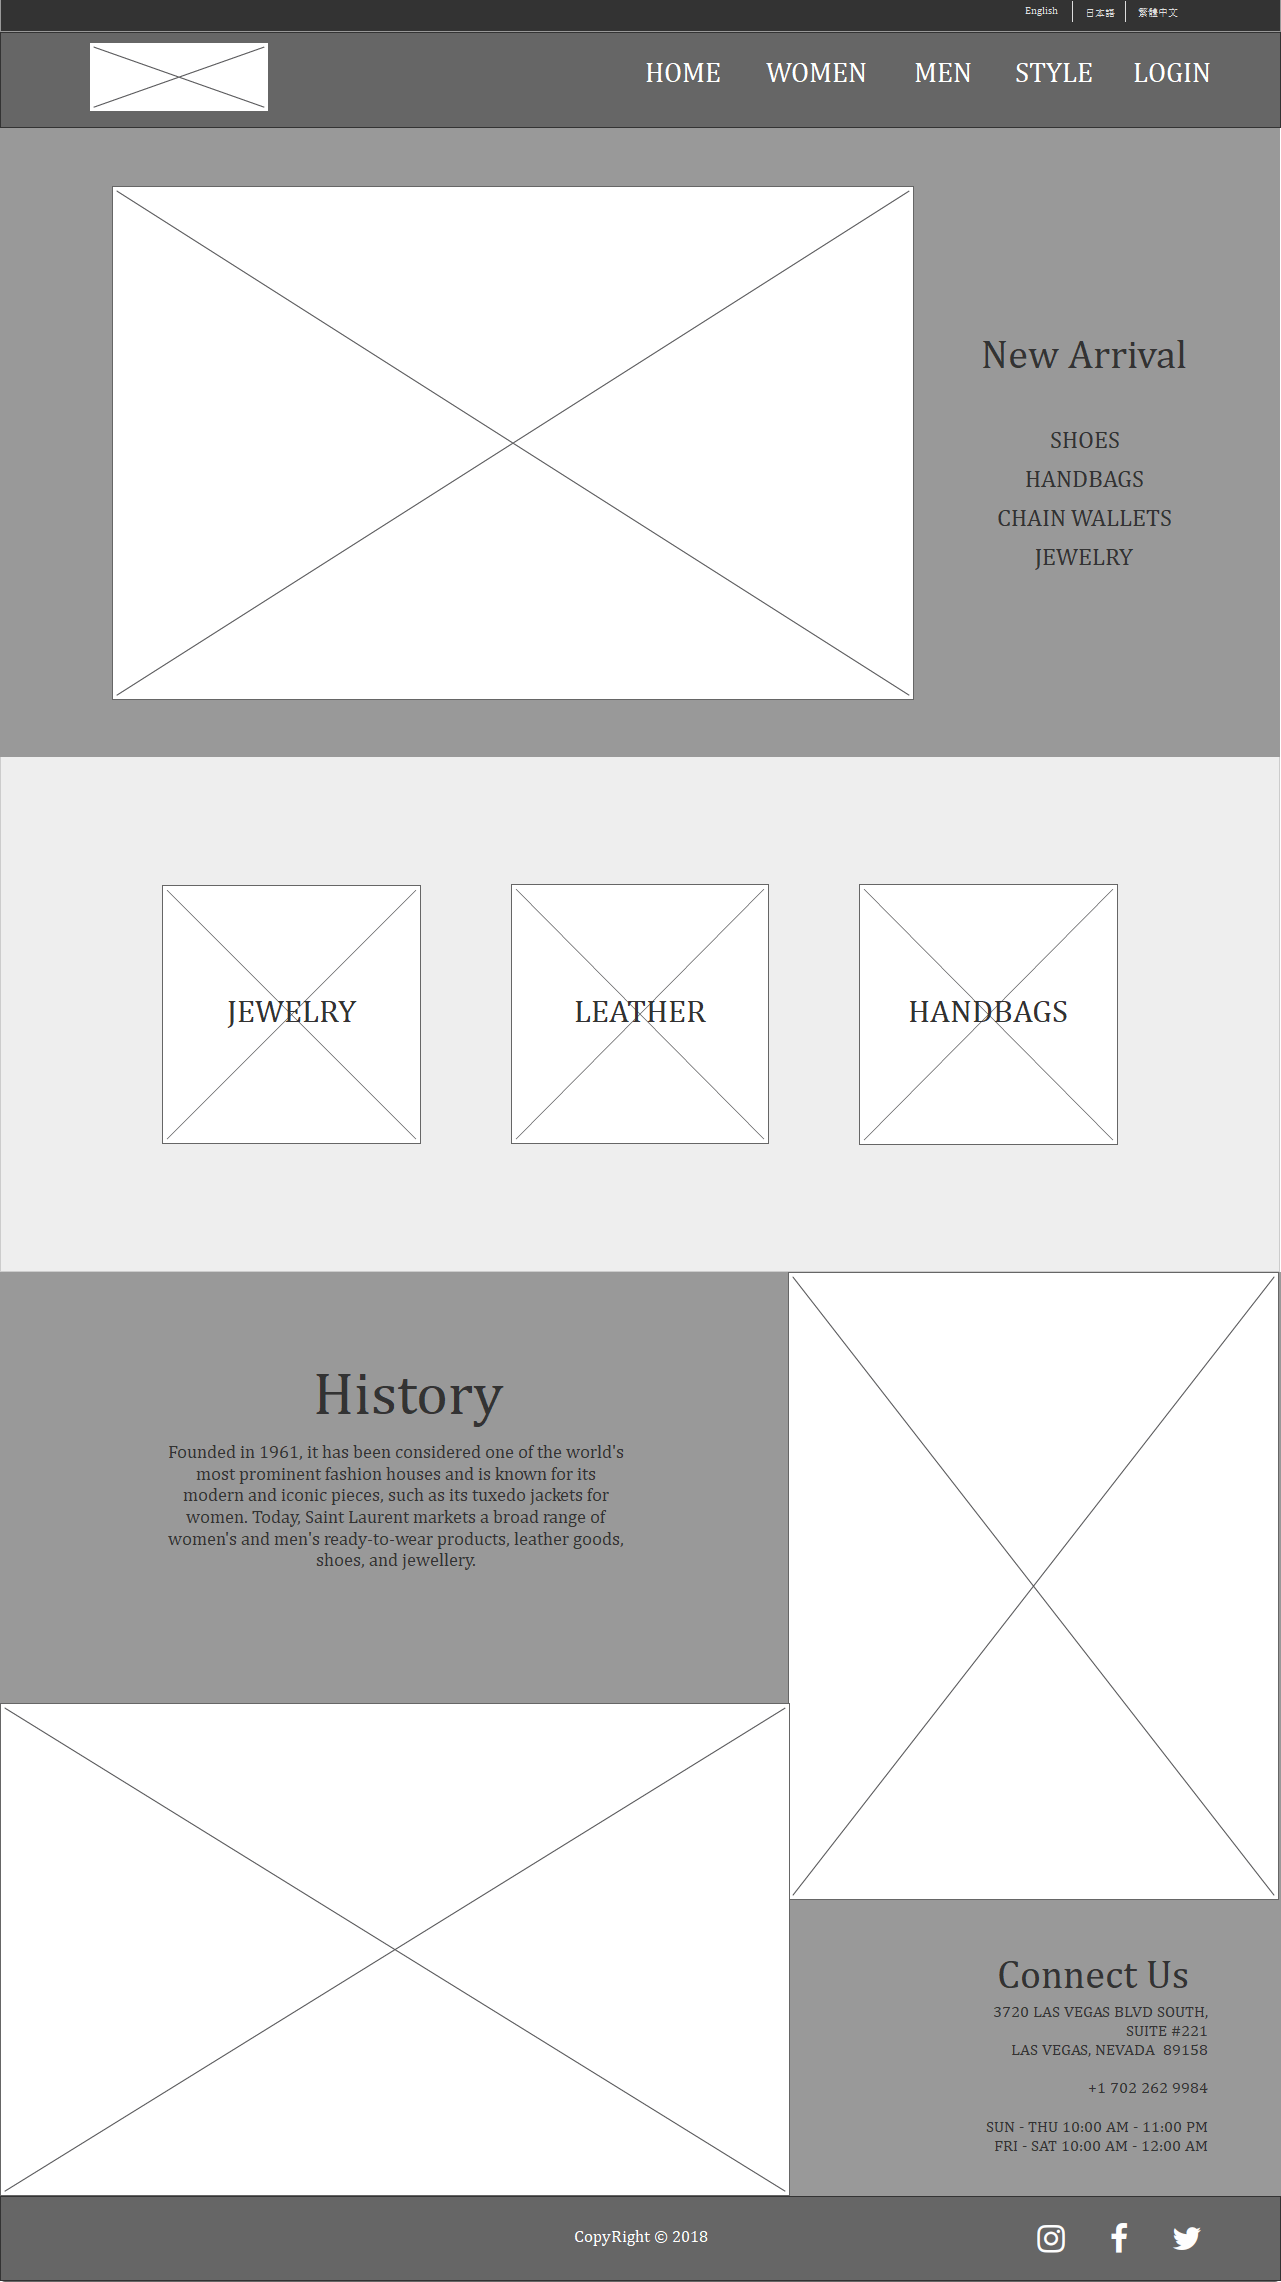 English
日本語
繁體中文
HOME
WOMEN
MEN
STYLE
LOGIN
New Arrival
SHOES
HANDBAGS
CHAIN WALLETS
JEWELRY
JEWELRY
LEATHER
HANDBAGS
History
Founded in 1961, it has been considered one of the world's
most prominent fashion houses and is known for its
modern and iconic pieces, such as its tuxedo jackets for
women. Today, Saint Laurent markets a broad range of
women's and men's ready-to-wear products, leather goods,
shoes, and jewellery.
Connect Us
3720 LAS VEGAS BLVD SOUTH,
SUITE #221
LAS VEGAS, NEVADA  89158
+1 702 262 9984
SUN - THU 10:00 AM - 11:00 PM
FRI - SAT 10:00 AM - 12:00 AM
CopyRight © 2018